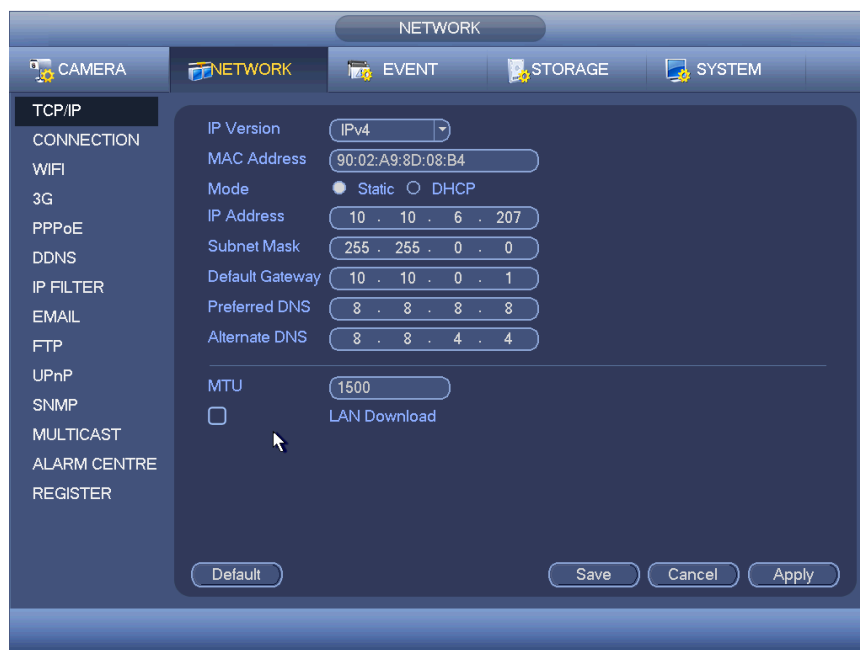 NETWORK
CAMERA NETWORK EVENT STORAGE SYSTEM
TCP/IP
CONNECTION
WIFI
3G
PPPoE
DDNS
IP FILTER
EMAIL
FTP
UPnP
SNMP
MULTICAST
ALARM CENTRE
REGISTER
IP Version IPv4
MAC Address 90:02:A9:8D:08:B4
Mode Static DHCP
IP Address 10 . 10 . 6 . 207
Subnet Mask 255 . 255 . 0 . 0
Default Gateway 10 . 10 . 0 . 1
Preferred DNS 8 . 8 . 8 . 8
Alternate DNS 8 . 8 . 4 . 4
MTU 1500
LAN Download
Default Save Cancel Apply